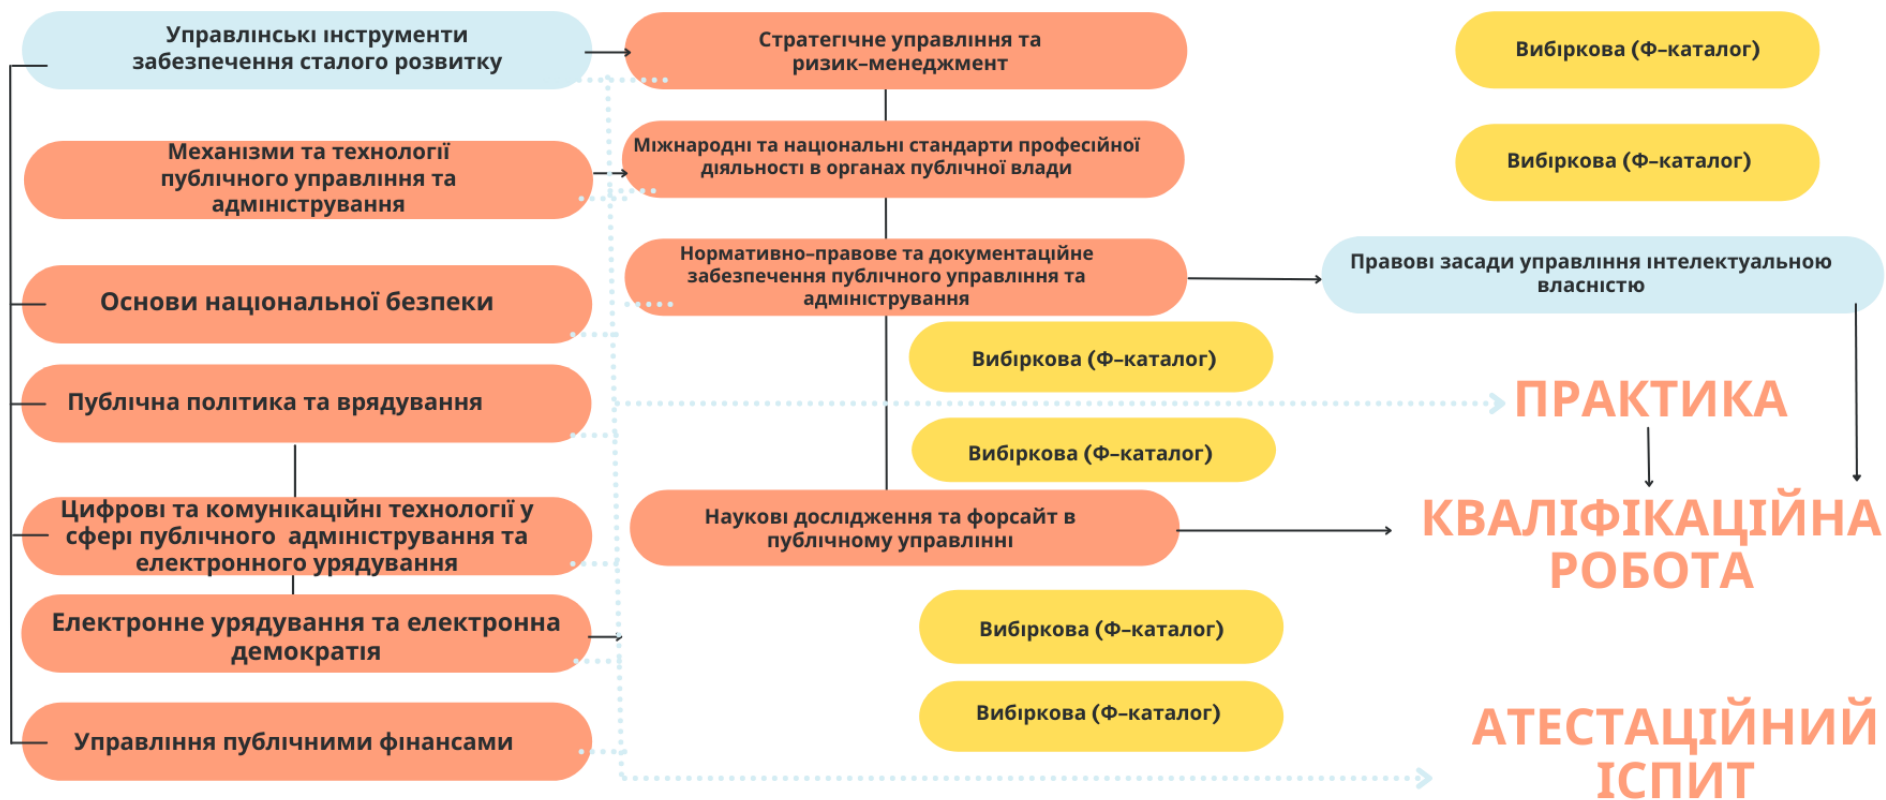 Управлінські інструменти
забезпечення сталого розвитку
Механізми та технології
публічного управління та
адміністрування
Основи національної безпеки
Публічна політика та врядування
Цифрові та комунікаційні технології у
сфері публічного адміністрування та
електронного урядування
Електронне урядування та електронна
демократія
Управління публічними фінансами
Стратегічне управління та
ризик–менеджмент
Міжнародні та національні стандарти професійної
діяльності в органах публічної влади
Нормативно–правове та документаційне
забезпечення публічного управління та
адміністрування
Вибіркова (Ф–каталог)
Вибіркова (Ф–каталог)
Наукові дослідження та форсайт в
публічному управлінні
Вибіркова (Ф–каталог)
Вибіркова (Ф–каталог)
Вибіркова (Ф–каталог)
Вибіркова (Ф–каталог)
Правові засади управління інтелектуальною
власністю
ПРАКТИКА
КВАЛІФІКАЦІЙНА
РОБОТА
АТЕСТАЦІЙНИЙ
ІСПИТ